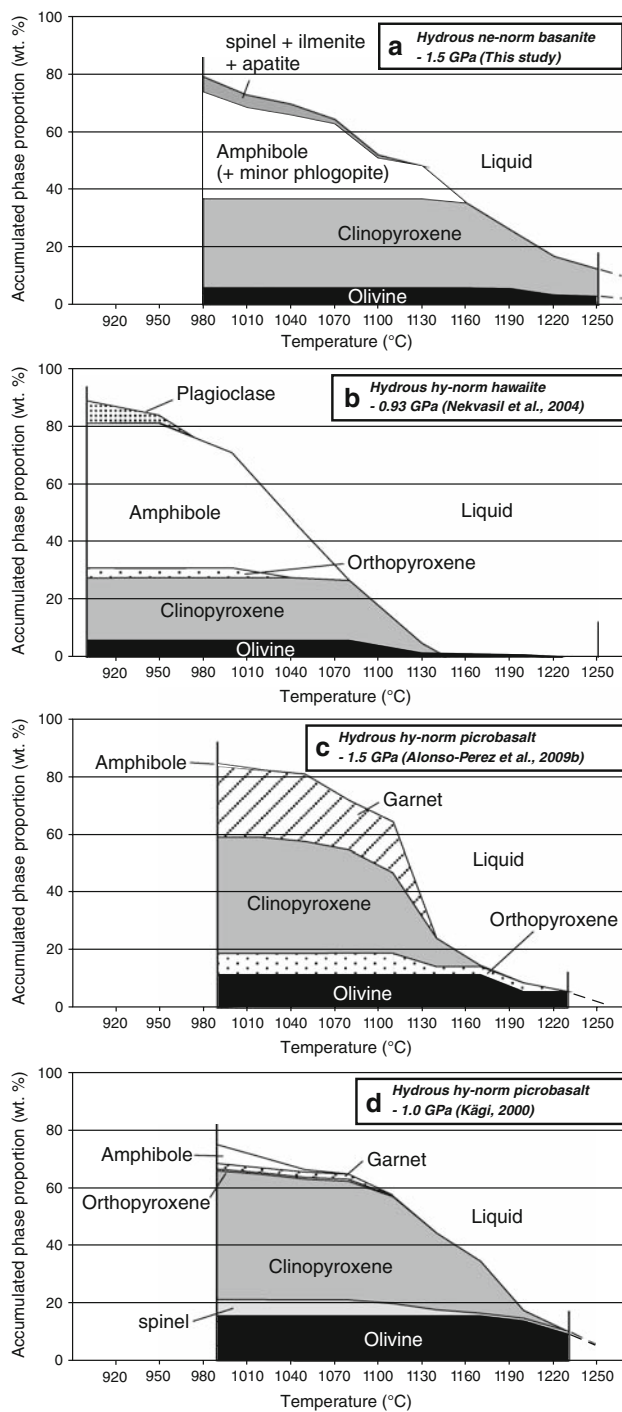 Accumulated phase proportion (wt. %)
100
80
60
40
20
0
a Hydrous ne-norm basanite
- 1.5 GPa (This study)
spinel + ilmenite
+ apatite
Amphibole
(+ minor phlogopite)
Liquid
Clinopyroxene
Olivine
920 950 980 1010 1040 1070 1100 1130 1160 1190 1220 1250
Temperature (°C)
Accumulated phase proportion (wt. %)
100
80
60
40
20
0
b Hydrous hy-norm hawaiite
- 0.93 GPa (Nekvasil et al., 2004)
Plagioclase
Amphibole
Liquid
Orthopyroxene
Clinopyroxene
Olivine
920 950 980 1010 1040 1070 1100 1130 1160 1190 1220 1250
Temperature (°C)
Accumulated phase proportion (wt. %)
100
80
60
40
20
0
c Hydrous hy-norm picrobasalt
- 1.5 GPa (Alonso-Perez et al., 2009b)
Amphibole
Garnet
Liquid
Clinopyroxene
Orthopyroxene
Olivine
920 950 980 1010 1040 1070 1100 1130 1160 1190 1220 1250
Temperature (°C)
Accumulated phase proportion (wt. %)
100
80
60
40
20
0
d Hydrous hy-norm picrobasalt
- 1.0 GPa (Kägi, 2000)
Amphibole
Garnet
Orthopyroxene
Liquid
Clinopyroxene
spinel
Olivine
920 950 980 1010 1040 1070 1100 1130 1160 1190 1220 1250
Temperature (°C)